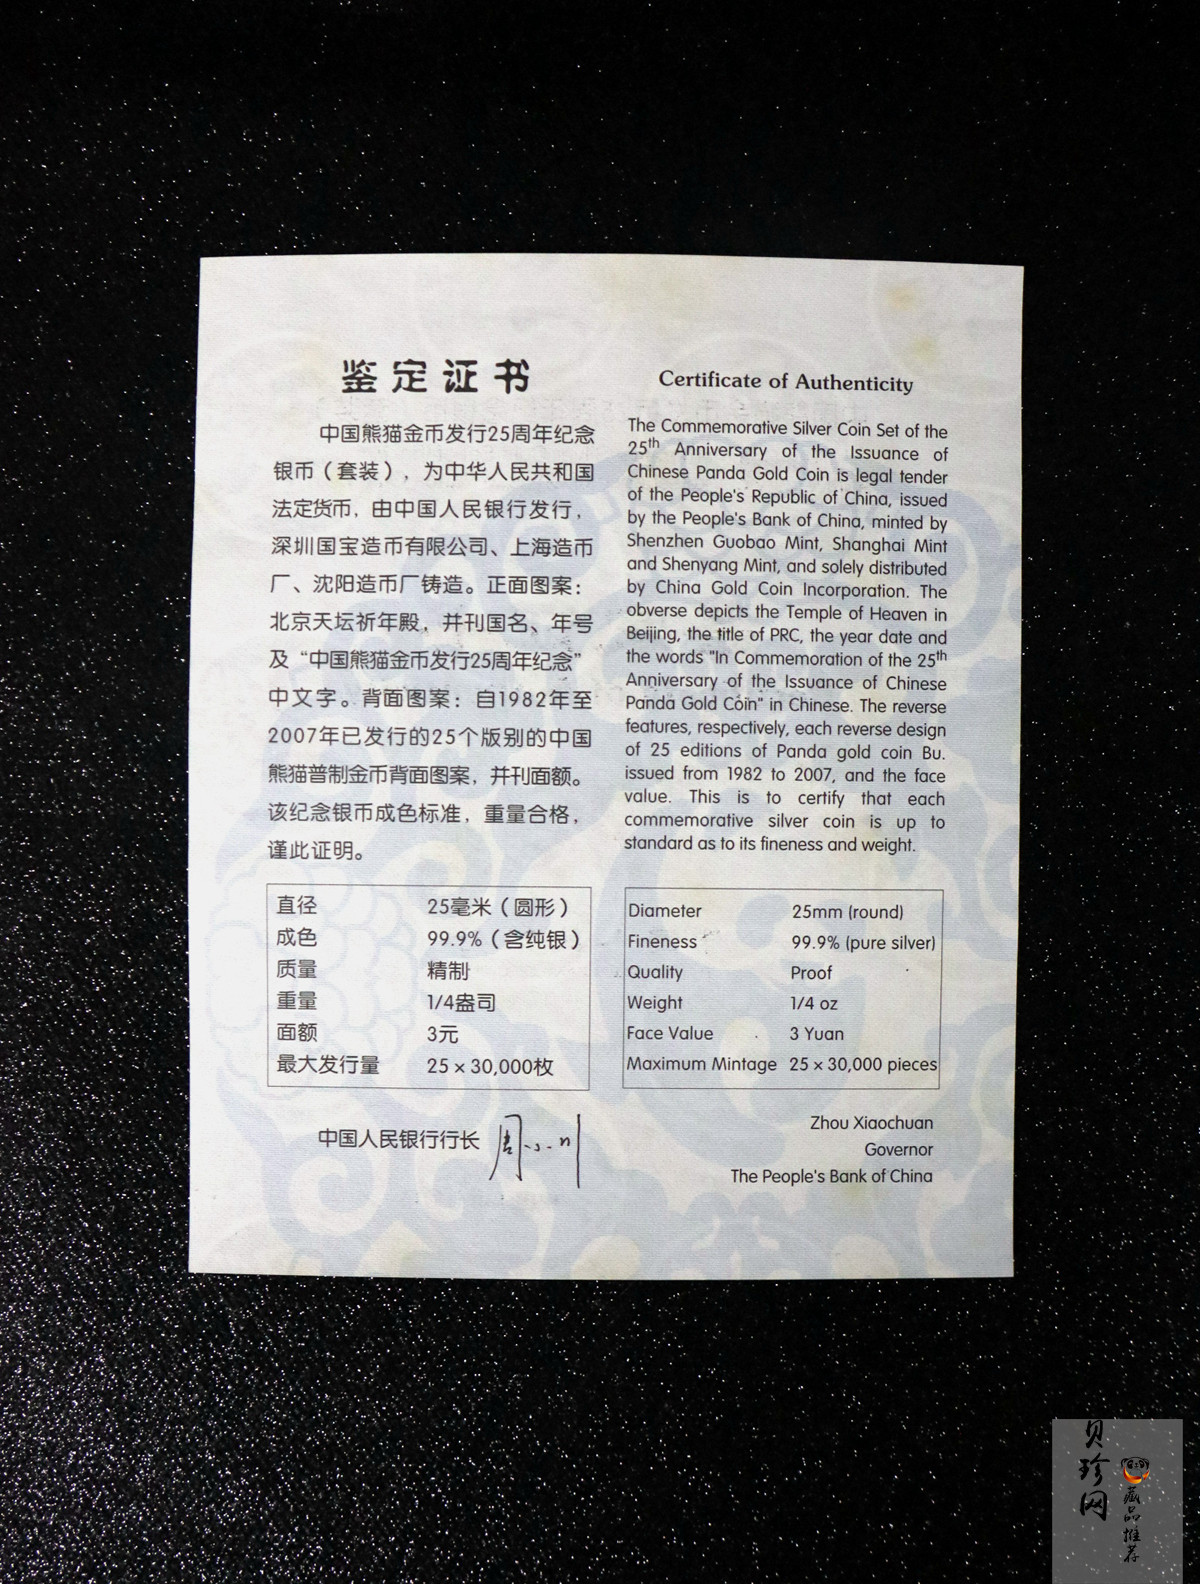 鉴定证书
中国熊猫金币发行25周年纪念
银币（套装），为中华人民共和国
法定货币，由中国人民银行发行，
深圳国宝造币有限公司、上海造币
厂、沈阳造币厂铸造。正面图案：
北京天坛祈年殿，并刊国名、年号
及“中国熊猫金币发行25周年纪念”
中文字。背面图案：自1982年至
2007年已发行的25个版别的中国
熊猫普制金币背面图案，并刊面额。
该纪念银币成色标准，重量合格，
谨此证明。
直径 25毫米（圆形）
成色 99.9%（含纯银）
质量 精制
重量 1/4盎司
面额 3元
最大发行量 25×30,000枚
中国人民银行行长 周小川
Certificate of Authenticity
The Commemorative Silver Coin Set of the
25th Anniversary of the Issuance of
Chinese Panda Gold Coin is legal tender
of the People's Republic of China, issued
by the People's Bank of China, minted by
Shenzhen Guobao Mint, Shanghai Mint
and Shenyang Mint, and solely distributed
by China Gold Coin Incorporation. The
obverse depicts the Temple of Heaven in
Beijing, the title of PRC, the year date and
the words "In Commemoration of the 25th
Anniversary of the Issuance of Chinese
Panda Gold Coin" in Chinese. The reverse
features, respectively, each reverse design
of 25 editions of Panda gold coin Bu.
issued from 1982 to 2007, and the face
value. This is to certify that each
commemorative silver coin is up to
standard as to its fineness and weight.
Diameter 25mm (round)
Fineness 99.9% (pure silver)
Quality Proof
Weight 1/4 oz
Face Value 3 Yuan
Maximum Mintage 25×30,000 pieces
Zhou Xiaochuan
Governor
The People's Bank of China
贝珍网
藏品推荐